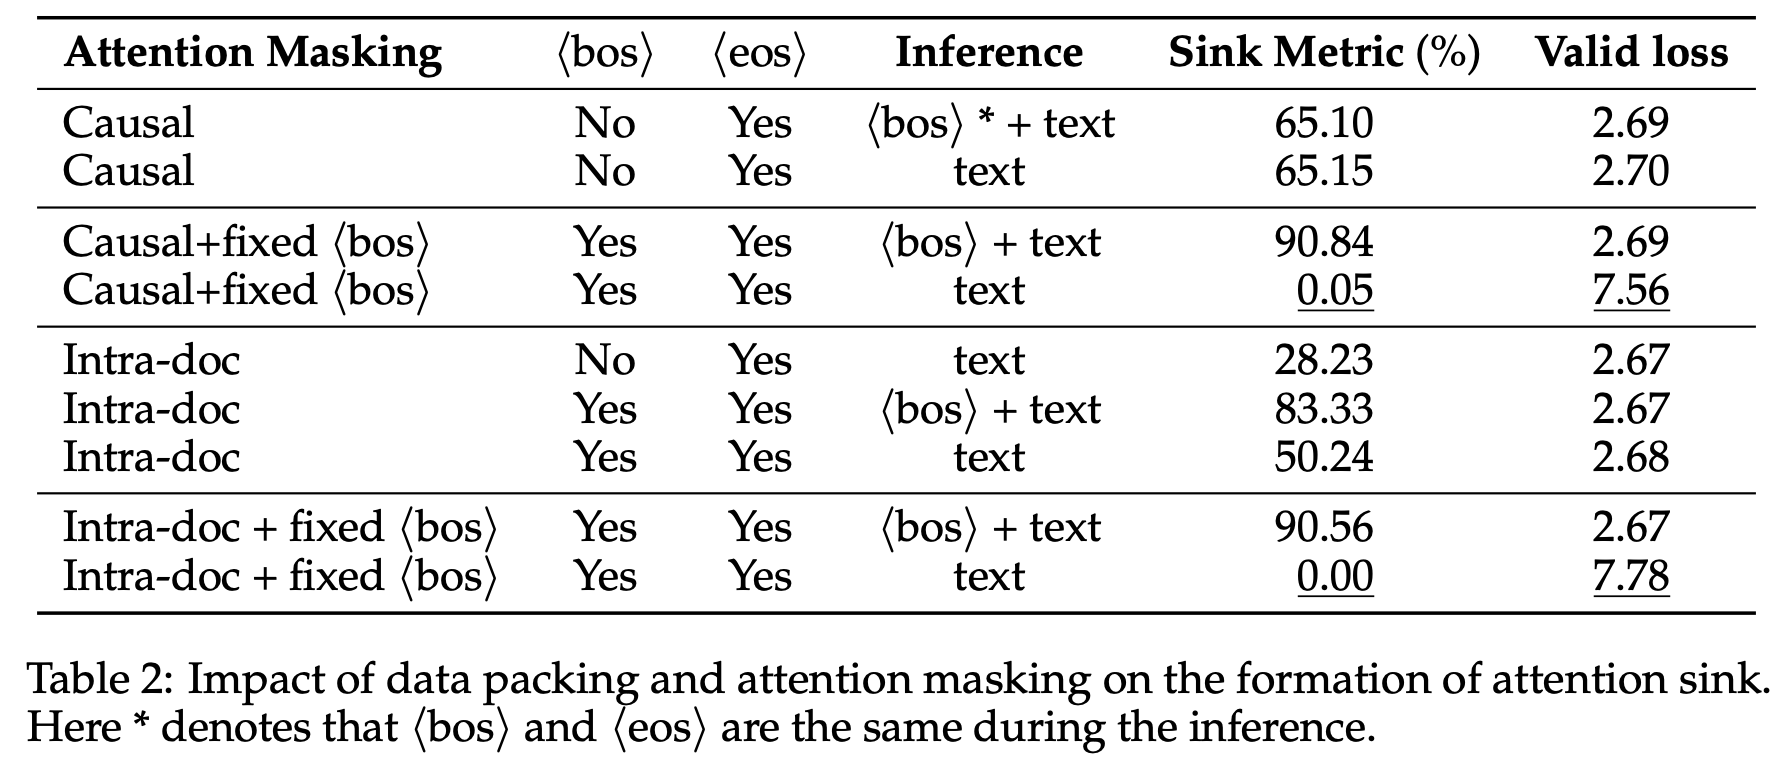 Attention Masking ⟨bos⟩ ⟨eos⟩ Inference Sink Metric (%) Valid loss
Causal No Yes ⟨bos⟩ * + text 65.10 2.69
Causal No Yes text 65.15 2.70
Causal+fixed ⟨bos⟩ Yes Yes ⟨bos⟩ + text 90.84 2.69
Causal+fixed ⟨bos⟩ Yes Yes text 0.05 7.56
Intra-doc No Yes text 28.23 2.67
Intra-doc Yes Yes ⟨bos⟩ + text 83.33 2.67
Intra-doc Yes Yes text 50.24 2.68
Intra-doc + fixed ⟨bos⟩ Yes Yes ⟨bos⟩ + text 90.56 2.67
Intra-doc + fixed ⟨bos⟩ Yes Yes text 0.00 7.78
Table 2: Impact of data packing and attention masking on the formation of attention sink.
Here * denotes that ⟨bos⟩ and ⟨eos⟩ are the same during the inference.